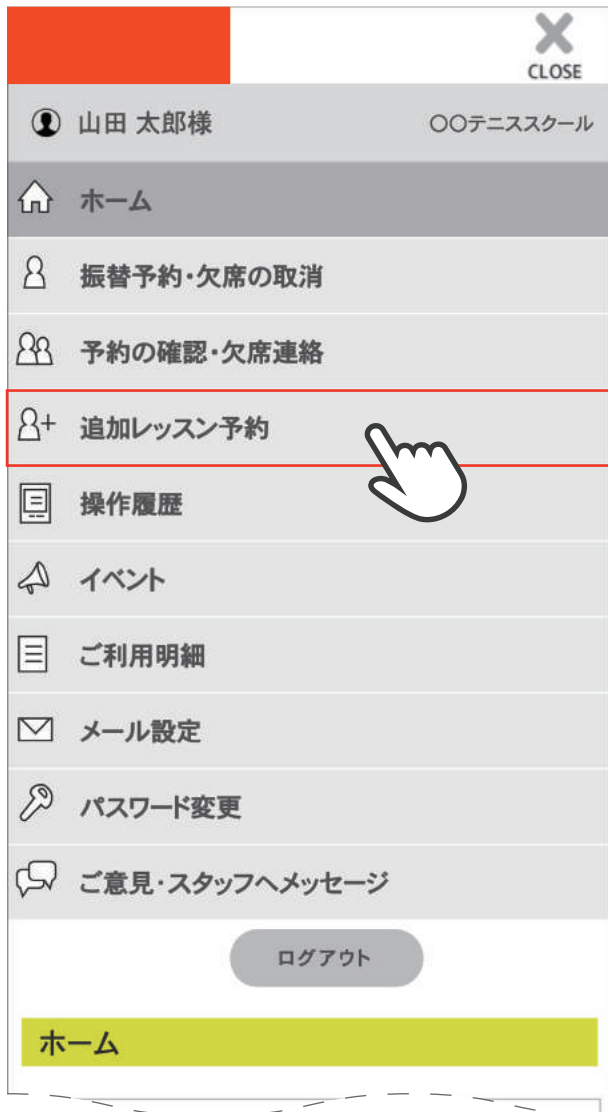 CLOSE
山田 太郎様
〇〇テニススクール
ホーム
振替予約・欠席の取消
予約の確認・欠席連絡
追加レッスン予約
操作履歴
イベント
ご利用明細
メール設定
パスワード変更
ご意見・スタッフへメッセージ
ログアウト
ホーム